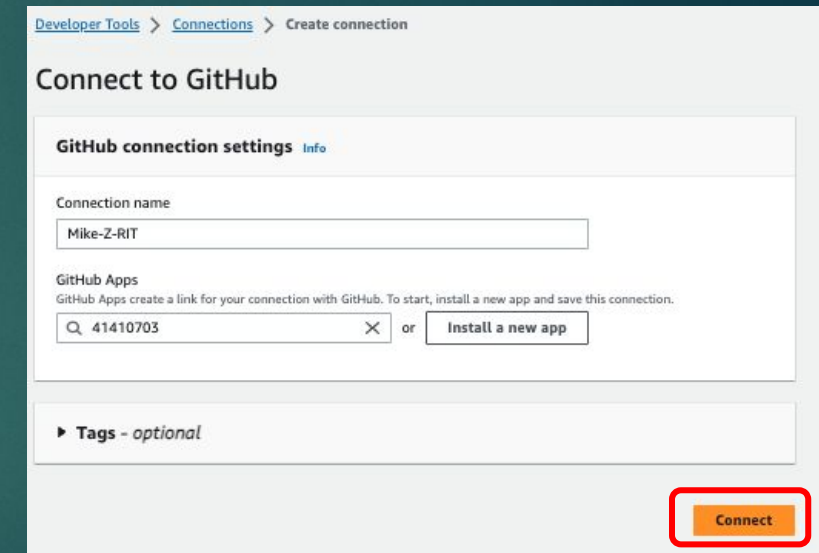 Developer Tools > Connections > Create connection
Connect to GitHub
GitHub connection settings Info
Connection name
Mike-Z-RIT
GitHub Apps
GitHub Apps create a link for your connection with GitHub. To start, install a new app and save this connection.
41410703 or Install a new app
Tags - optional
Connect